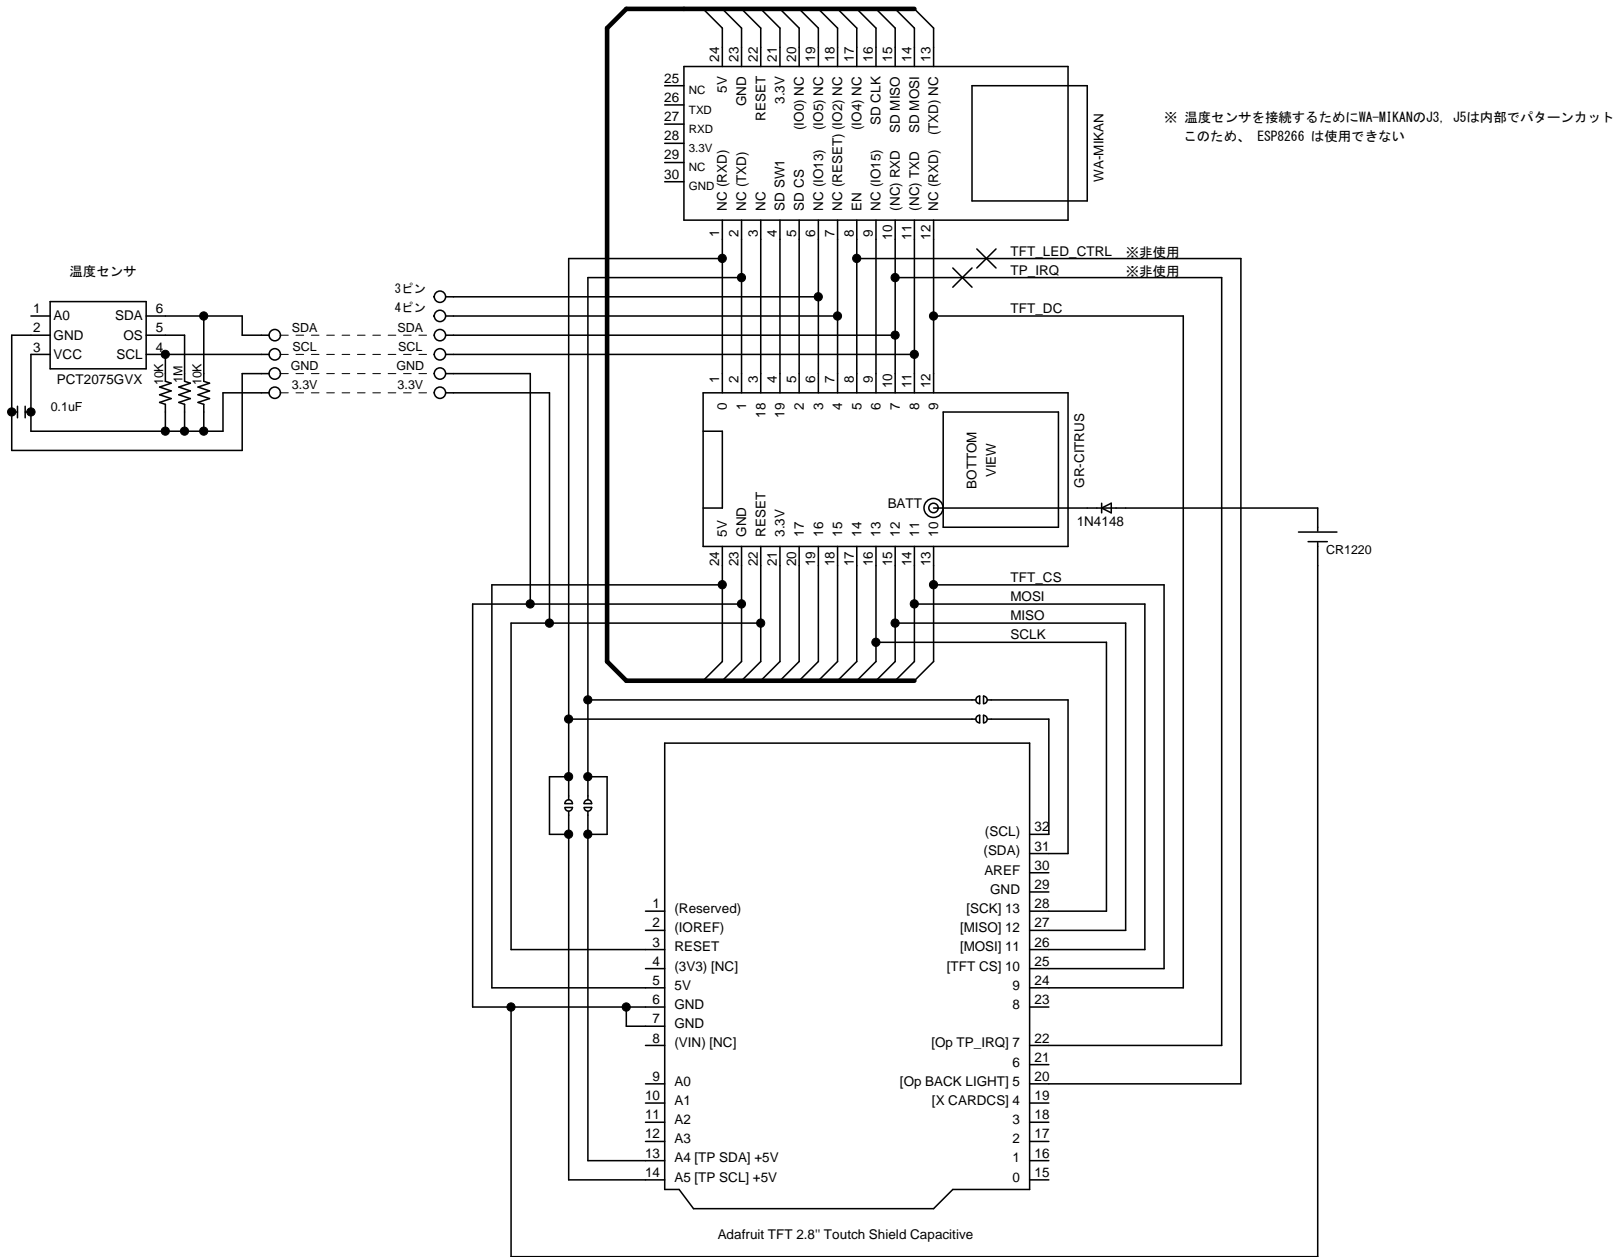 24 23 22 21 20 19 18 17 16 15 14 13
5V GND RESET 3.3V (IO0) NC (IO5) NC (IO2) NC (IO4) NC SD CLK SD MISO SD MOSI (TXD) NC
25 NC
26 TXD
27 RXD
28 3.3V
29 NC
30 GND
NC (RXD) NC (TXD) NC SD SW1 SD CS NC (IO13) NC (RESET) EN NC (IO15) (NC) RXD (NC) TXD NC (RXD)
1 2 3 4 5 6 7 8 9 10 11 12
WA-MIKAN
※ 温度センサを接続するためにWA-MIKANのJ3, J5は内部でパターンカット
このため、 ESP8266 は使用できない
TFT_LED_CTRL ※非使用
TP_IRQ ※非使用
TFT_DC
温度センサ
1 A0
2 GND
3 VCC
SDA 6
OS 5
SCL 4
PCT2075GVX
0.1uF
10K 1M 10K
SDA
SCL
GND
3.3V
3ピン
4ピン
SDA
SCL
GND
3.3V
1 2 3 4 5 6 7 8 9 10 11 12
0 1 18 19 2 3 4 5 6 7 8 9
BOTTOM
VIEW
GR-CITRUS
BATT
1N4148
CR1220
5V GND RESET 3.3V 17 16 15 14 13 12 11 10
24 23 22 21 20 19 18 17 16 15 14 13
TFT_CS
MOSI
MISO
SCLK
1 (Reserved)
2 (IOREF)
3 RESET
4 (3V3) [NC]
5 5V
6 GND
7 GND
8 (VIN) [NC]
9 A0
10 A1
11 A2
12 A3
13 A4 [TP SDA] +5V
14 A5 [TP SCL] +5V
(SCL) 32
(SDA) 31
AREF 30
GND 29
[SCK] 13 28
[MISO] 12 27
[MOSI] 11 26
[TFT CS] 10 25
9 24
8 23
[Op TP_IRQ] 7 22
6 21
[Op BACK LIGHT] 5 20
[X CARDCS] 4 19
3 18
2 17
1 16
0 15
Adafruit TFT 2.8" Toutch Shield Capacitive